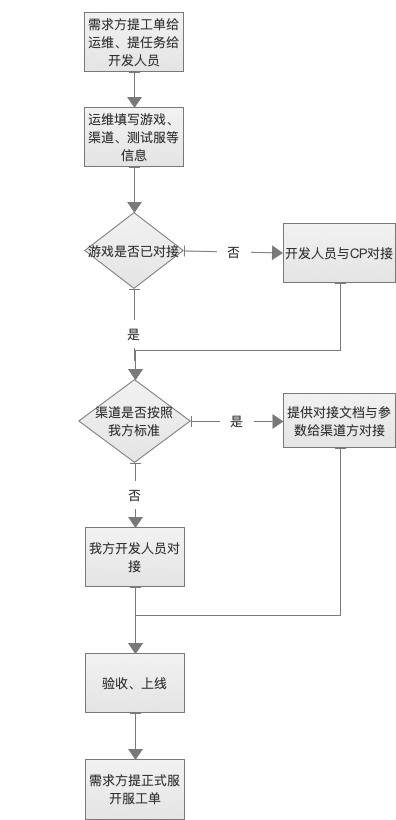 需求方提工单给
运维、提任务给
开发人员
运维填写游戏、
渠道、测试服等
信息
游戏是否已对接
否
开发人员与CP对接
是
渠道是否按照
我方标准
是
提供对接文档与参
数给渠道方对接
否
我方开发人员对
接
验收、上线
需求方提正式服
开服工单